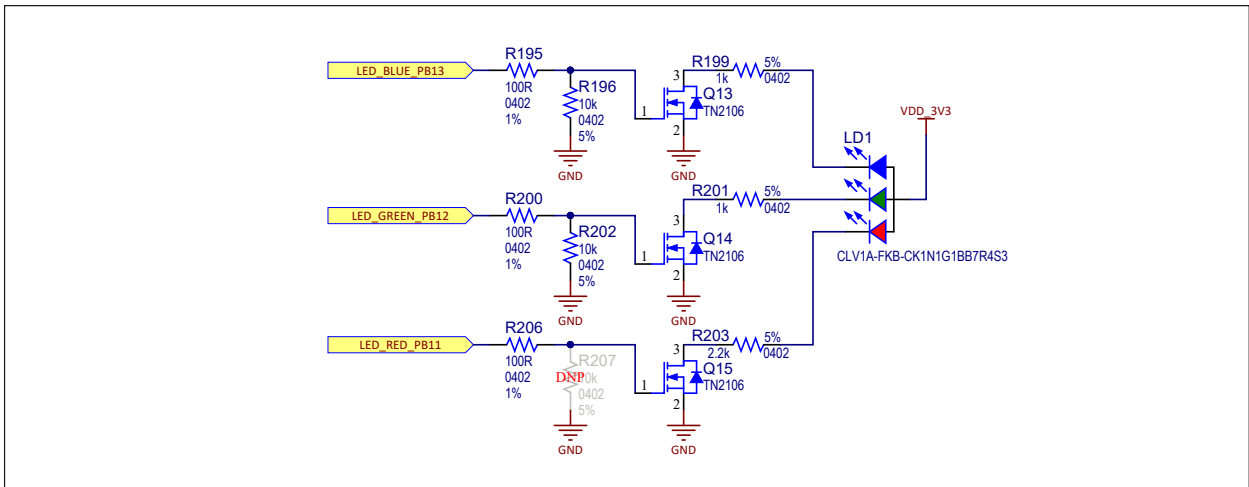 R195
LED_BLUE_PB13
100R
0402
1%
R196
10k
0402
5%
GND
R199
1k
5%
0402
3
Q13
TN2106
1
2
GND
VDD_3V3
LD1
CLV1A-FKB-CK1N1G1BB7R4S3
R200
LED_GREEN_PB12
100R
0402
1%
R202
10k
0402
5%
GND
R201
1k
5%
0402
3
Q14
TN2106
1
2
GND
R206
LED_RED_PB11
100R
0402
1%
R207
DNP
0402
5%
GND
R203
2.2k
5%
0402
3
Q15
TN2106
1
2
GND